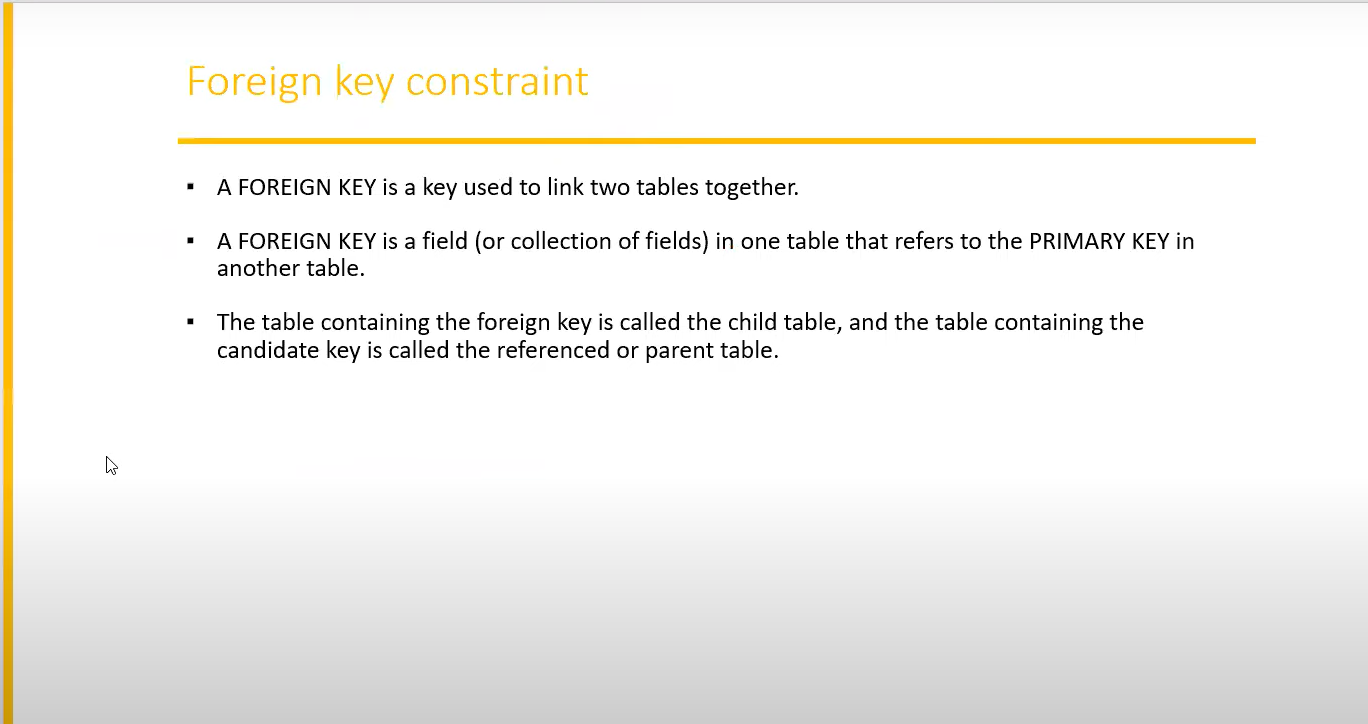 Foreign key constraint
▪ A FOREIGN KEY is a key used to link two tables together.
▪ A FOREIGN KEY is a field (or collection of fields) in one table that refers to the PRIMARY KEY in
another table.
▪ The table containing the foreign key is called the child table, and the table containing the
candidate key is called the referenced or parent table.